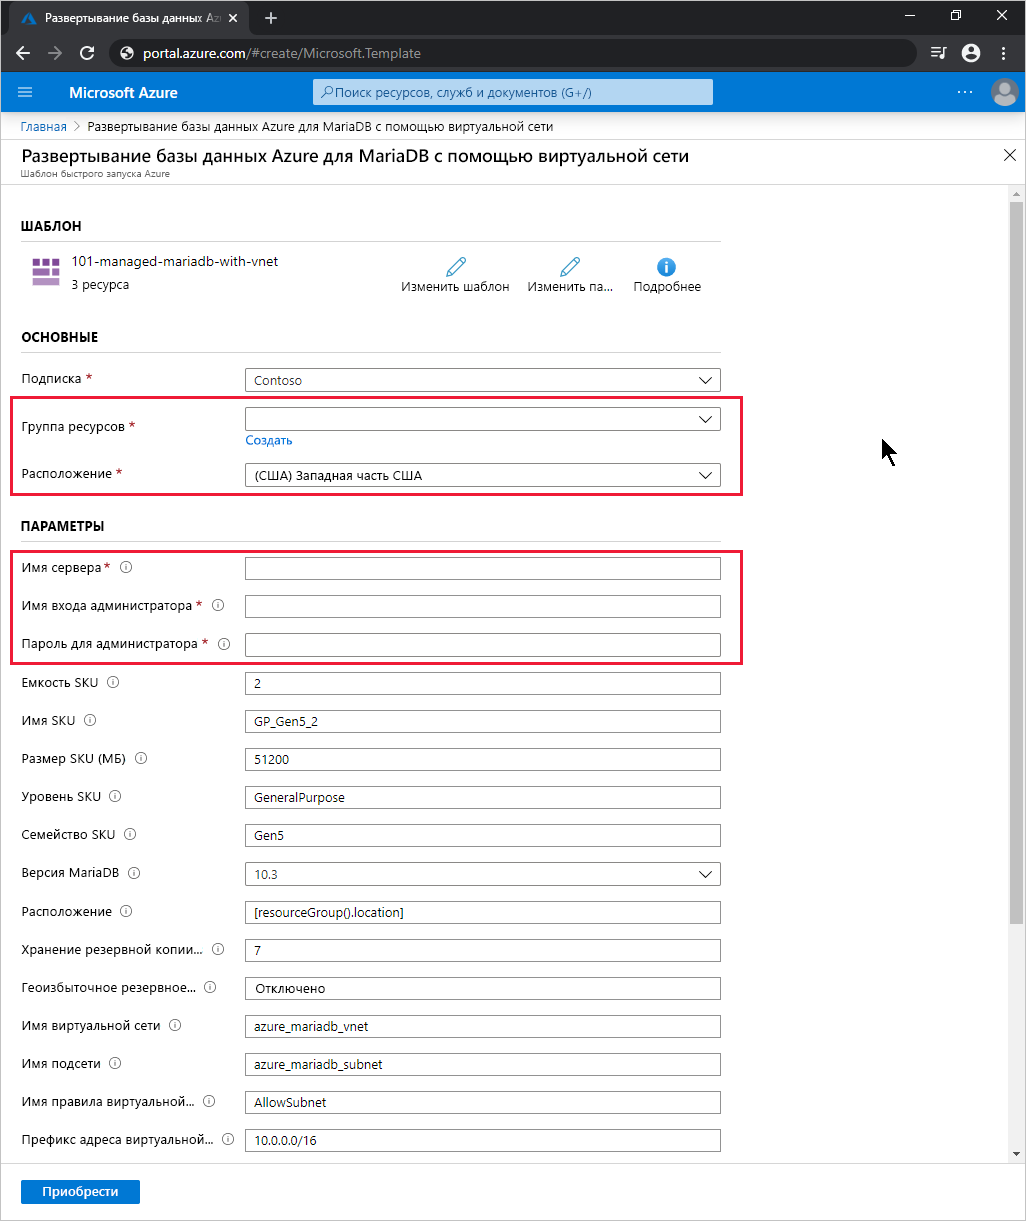 Развертывание базы данных Az
portal.azure.com/#create/Microsoft.Template
Microsoft Azure
Поиск ресурсов, служб и документов (G+/)
Главная > Развертывание базы данных Azure для MariaDB с помощью виртуальной сети
Развертывание базы данных Azure для MariaDB с помощью виртуальной сети
Шаблон быстрого запуска Azure
ШАБЛОН
101-managed-mariadb-with-vnet
3 ресурса
Изменить шаблон
Изменить па...
Подробнее
ОСНОВНЫЕ
Подписка * Contoso
Группа ресурсов *
Создать
Расположение * (США) Западная часть США
ПАРАМЕТРЫ
Имя сервера *
Имя входа администратора *
Пароль для администратора *
Емкость SKU 2
Имя SKU GP_Gen5_2
Размер SKU (МБ) 51200
Уровень SKU GeneralPurpose
Семейство SKU Gen5
Версия MariaDB 10.3
Расположение [resourceGroup().location]
Хранение резервной копии... 7
Геоизбыточное резервное... Отключено
Имя виртуальной сети azure_mariadb_vnet
Имя подсети azure_mariadb_subnet
Имя правила виртуальной... AllowSubnet
Префикс адреса виртуальной... 10.0.0.0/16
Приобрести